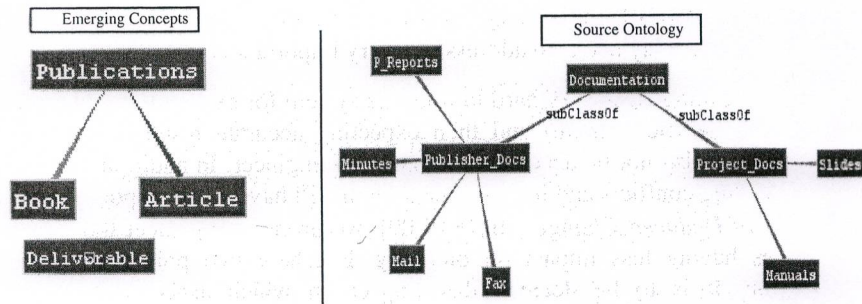 Emerging Concepts
Publications
Book
Article
Deliverable
Source Ontology
P_Reports
Documentation
subClassOf
subClassOf
Minutes
Publisher_Docs
Project_Docs
Slides
Mail
Fax
Manuals